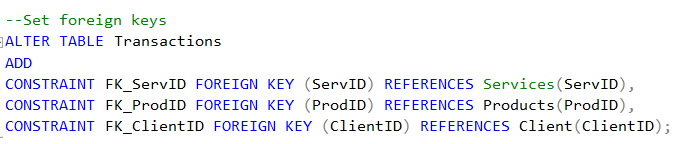 --Set foreign keys
ALTER TABLE Transactions
ADD
CONSTRAINT FK_ServID FOREIGN KEY (ServID) REFERENCES Services(ServID),
CONSTRAINT FK_ProdID FOREIGN KEY (ProdID) REFERENCES Products(ProdID),
CONSTRAINT FK_ClientID FOREIGN KEY (ClientID) REFERENCES Client(ClientID);